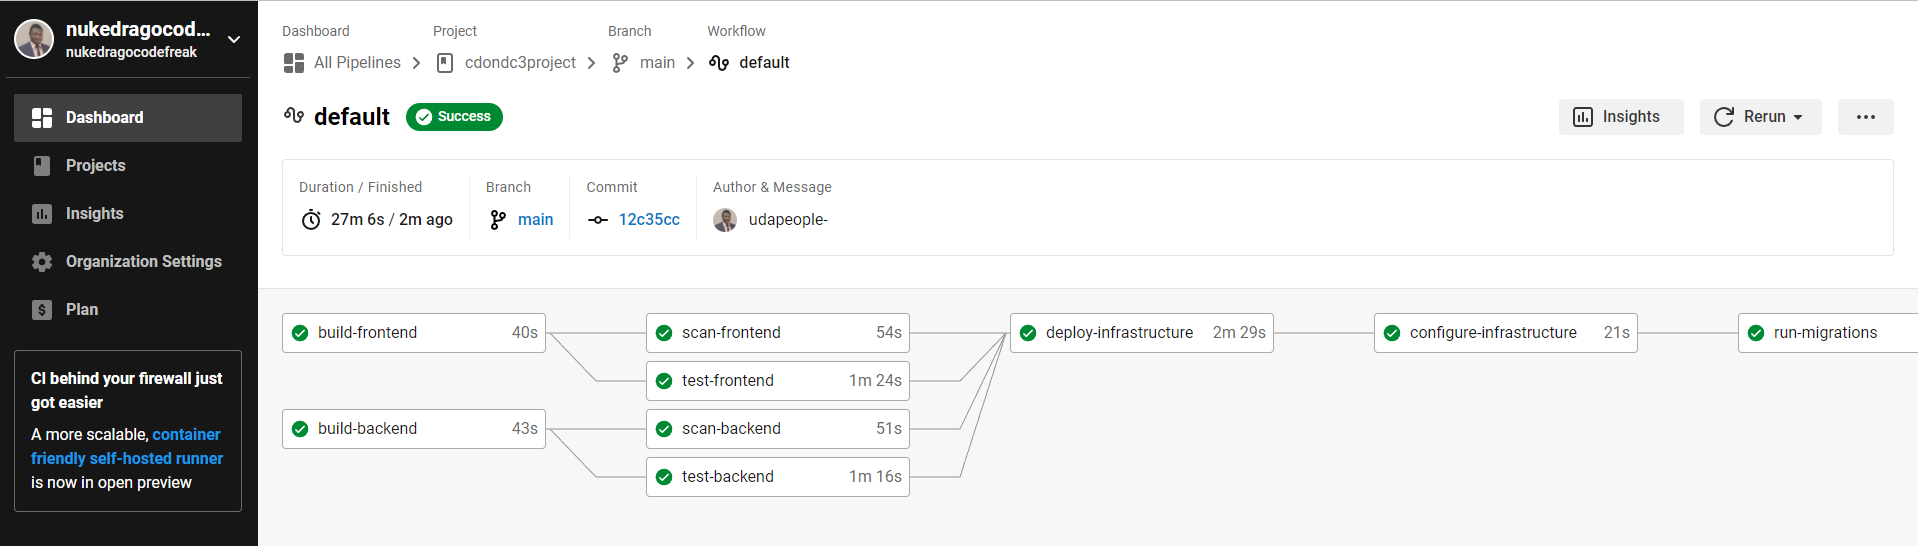 nukedragocod...
nukedragocodefreak
Dashboard
Projects
Insights
Organization Settings
Plan
CI behind your firewall just
got easier
A more scalable, container
friendly self-hosted runner
is now in open preview
Dashboard Project Branch Workflow
All Pipelines cdondc3project main default
default Success
Insights Rerun ...
Duration / Finished Branch Commit Author & Message
27m 6s / 2m ago main 12c35cc udapeople-
build-frontend 40s scan-frontend 54s deploy-infrastructure 2m 29s configure-infrastructure 21s run-migrations
test-frontend 1m 24s
build-backend 43s scan-backend 51s
test-backend 1m 16s